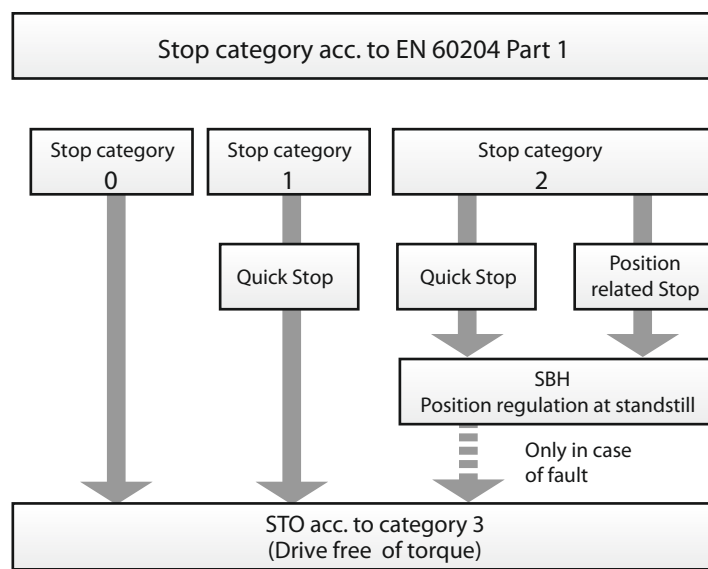 Stop category acc. to EN 60204 Part 1
Stop category
0
Stop category
1
Stop category
2
Quick Stop
Quick Stop
Position
related Stop
SBH
Position regulation at standstill
Only in case
of fault
STO acc. to category 3
(Drive free of torque)